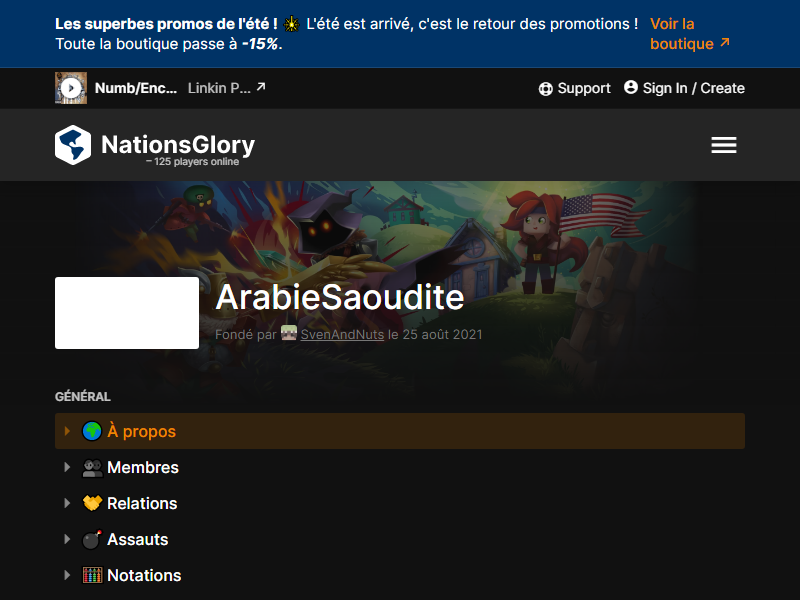 Les superbes promos de l'été ! L'été est arrivé, c'est le retour des promotions !
Toute la boutique passe à -15%.
Voir la
boutique
Numb/Enc... Linkin P...
Support
Sign In / Create
NationsGlory
– 125 players online
ArabieSaoudite
Fondé par SvenAndNuts le 25 août 2021
GÉNÉRAL
À propos
Membres
Relations
Assauts
Notations